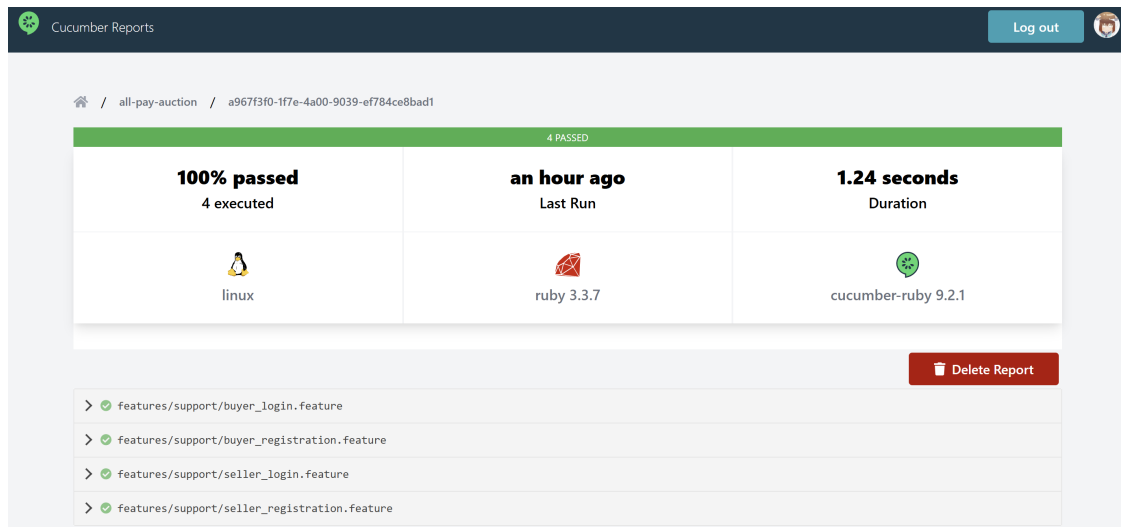 Cucumber Reports
Log out
/ all-pay-auction / a967f3f0-1f7e-4a00-9039-ef784ce8bad1
4 PASSED
100% passed
4 executed
an hour ago
Last Run
1.24 seconds
Duration
linux
ruby 3.3.7
cucumber-ruby 9.2.1
Delete Report
features/support/buyer_login.feature
features/support/buyer_registration.feature
features/support/seller_login.feature
features/support/seller_registration.feature